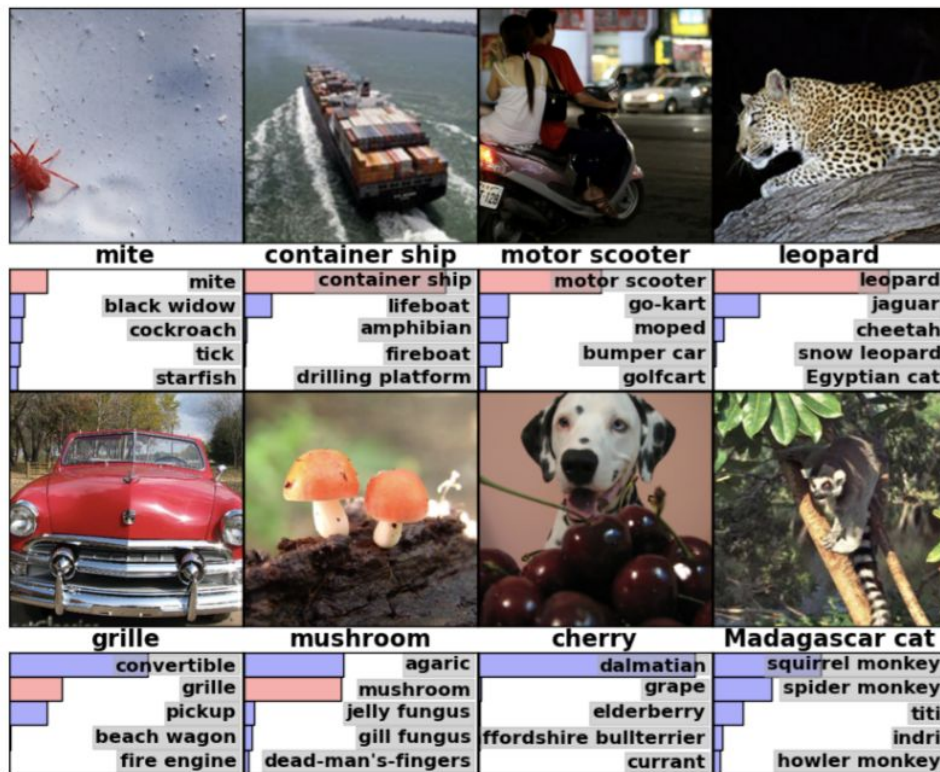 mite
container ship
motor scooter
leopard
mite
black widow
cockroach
tick
starfish
container ship
lifeboat
amphibian
fireboat
drilling platform
motor scooter
go-kart
moped
bumper car
golfcart
leopard
jaguar
cheetah
snow leopard
Egyptian cat
grille
mushroom
cherry
Madagascar cat
convertible
grille
pickup
beach wagon
fire engine
agaric
mushroom
jelly fungus
gill fungus
dead-man's-fingers
dalmatian
grape
elderberry
ffordshire bullterrier
currant
squirrel monkey
spider monkey
titi
indri
howler monkey